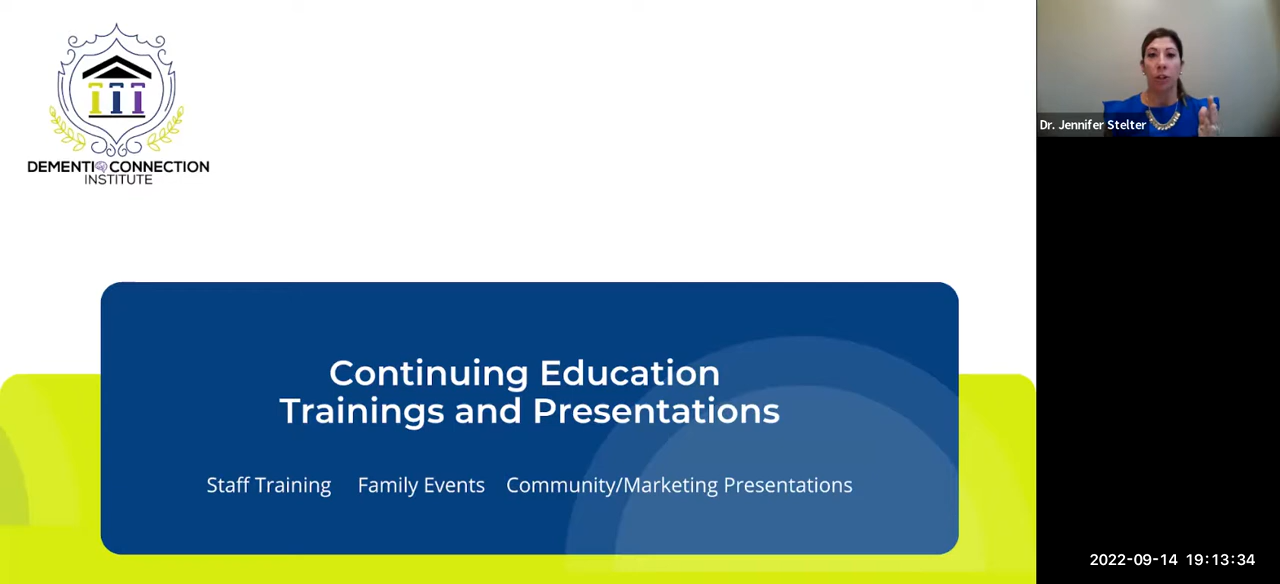 DEMENTIA CONNECTION
INSTITUTE
Continuing Education
Trainings and Presentations
Staff Training Family Events Community/Marketing Presentations
Dr. Jennifer Stelter
2022-09-14 19:13:34